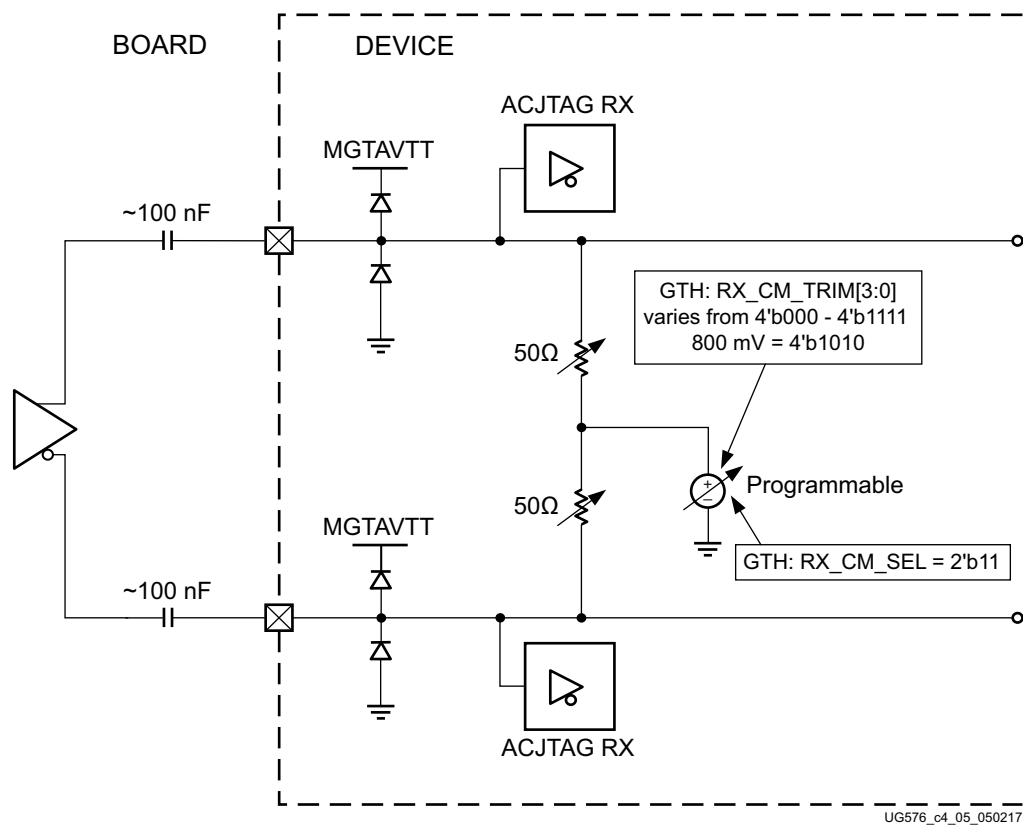 BOARD
DEVICE
ACJTAG RX
MGTAVTT
~100 nF
GTH: RX_CM_TRIM[3:0]
varies from 4'b000 - 4'b1111
800 mV = 4'b1010
50Ω
+
–
Programmable
50Ω
MGTAVTT
GTH: RX_CM_SEL = 2'b11
~100 nF
ACJTAG RX
UG576_c4_05_050217